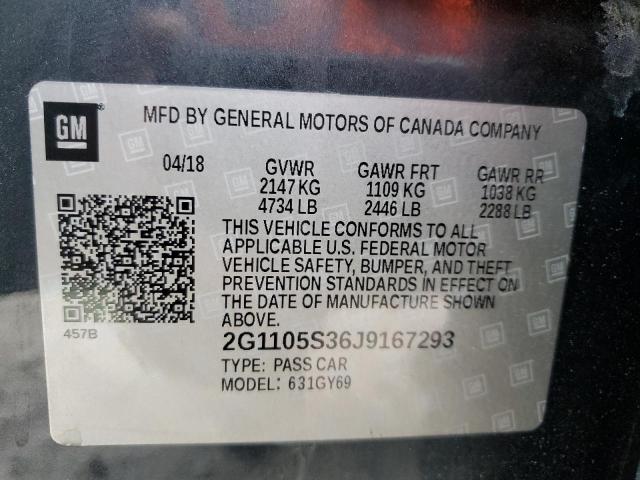 GM
MFD BY GENERAL MOTORS OF CANADA COMPANY
04/18 GVWR GAWR FRT GAWR RR
2147 KG 1109 KG 1038 KG
4734 LB 2446 LB 2288 LB
THIS VEHICLE CONFORMS TO ALL
APPLICABLE U.S. FEDERAL MOTOR
VEHICLE SAFETY, BUMPER, AND THEFT
PREVENTION STANDARDS IN EFFECT ON
THE DATE OF MANUFACTURE SHOWN
ABOVE.
457B
2G1105S36J9167293
TYPE: PASS CAR
MODEL: 631GY69